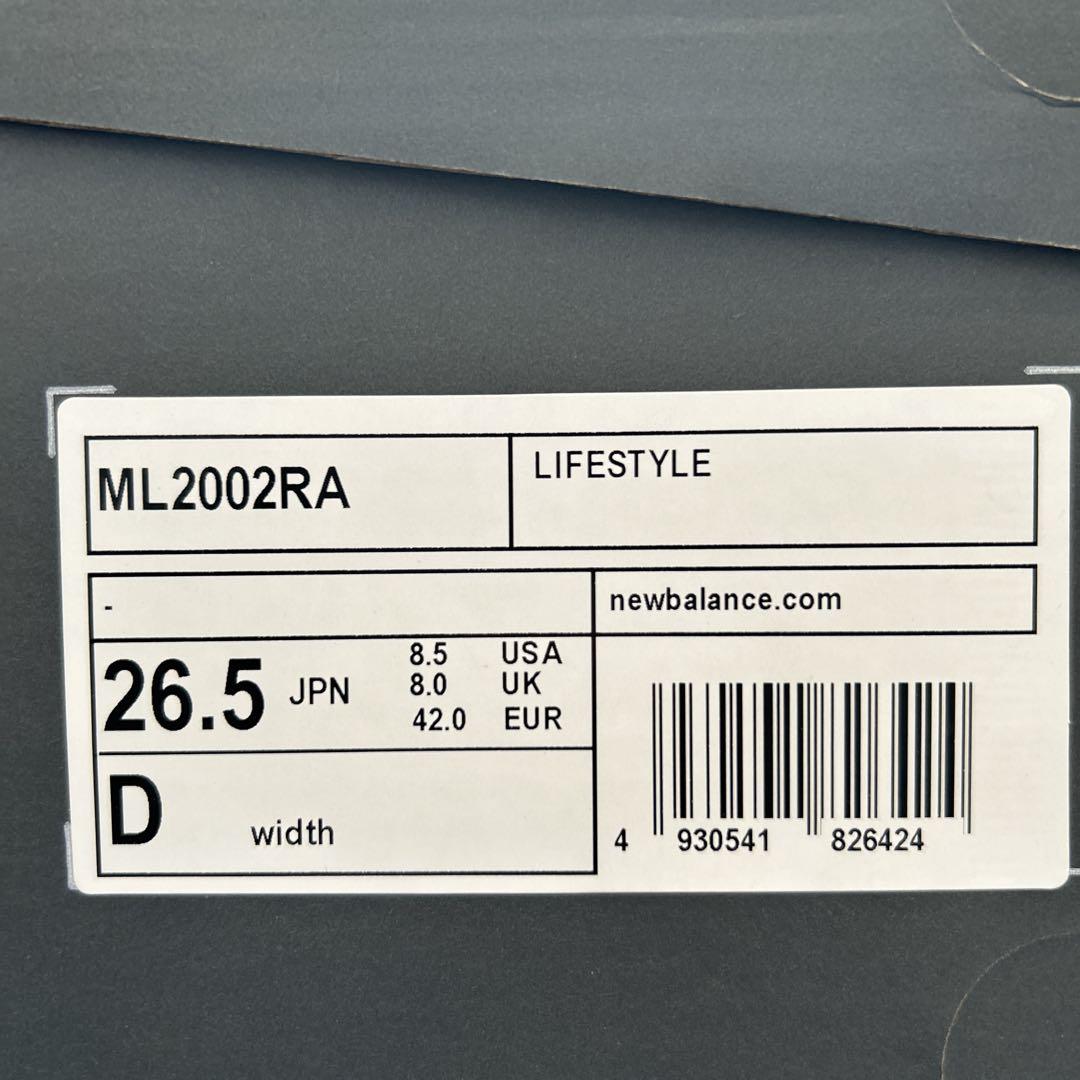 ML2002RA
LIFESTYLE
-
newbalance.com
26.5 JPN
8.5 USA
8.0 UK
42.0 EUR
D width
4 930541 826424